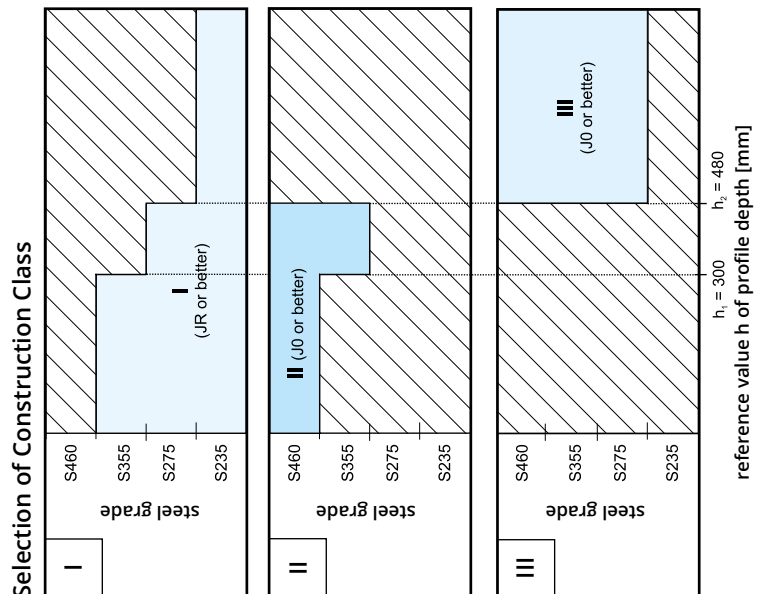 Selection of Construction Class
I
steel grade
S460
S355
S275
S235
I
(JR or better)
II
steel grade
S460
S355
S275
S235
II (J0 or better)
III
steel grade
S460
S355
S275
S235
III
(J0 or better)
h₁ = 300
h₂ = 480
reference value h of profile depth [mm]